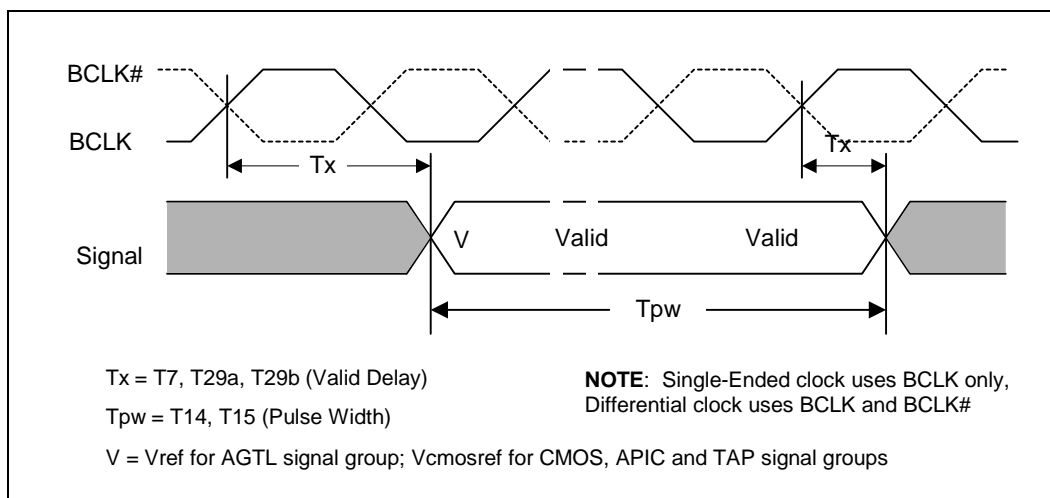 BCLK#
BCLK
Tx
Tx
Signal
V
Valid
Valid
Tpw
Tx = T7, T29a, T29b (Valid Delay)
Tpw = T14, T15 (Pulse Width)
V = Vref for AGTL signal group; Vcmosref for CMOS, APIC and TAP signal groups
NOTE: Single-Ended clock uses BCLK only,
Differential clock uses BCLK and BCLK#